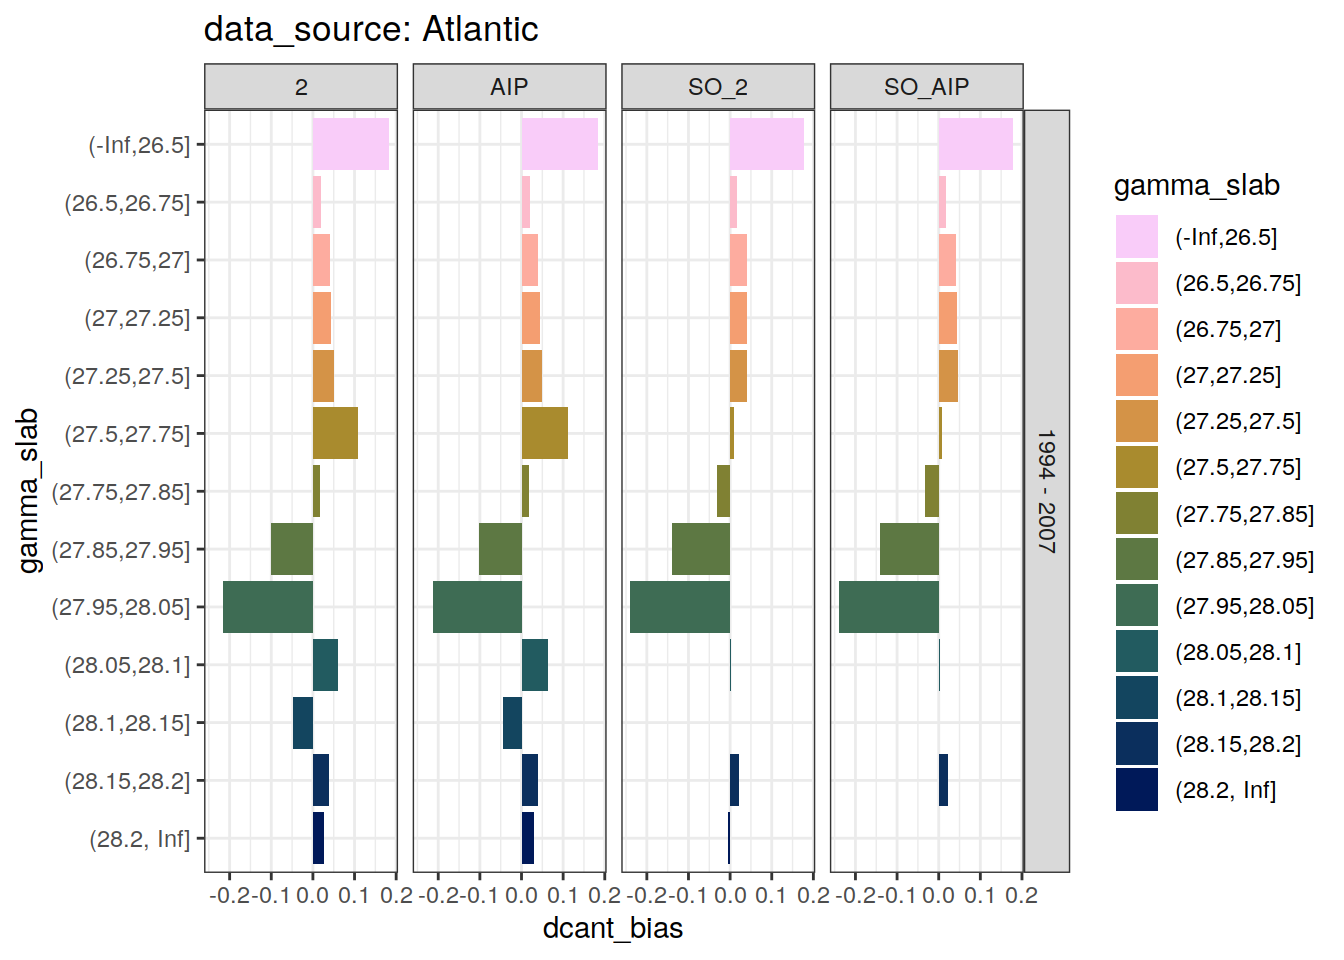 data_source: Atlantic
2 AIP SO_2 SO_AIP
gamma_slab
(-Inf,26.5]
(26.5,26.75]
(26.75,27]
(27,27.25]
(27.25,27.5]
(27.5,27.75]
(27.75,27.85]
(27.85,27.95]
(27.95,28.05]
(28.05,28.1]
(28.1,28.15]
(28.15,28.2]
(28.2, Inf]
1994 - 2007
-0.2 -0.1 0.0 0.1 0.2 -0.2 -0.1 0.0 0.1 0.2 -0.2 -0.1 0.0 0.1 0.2 -0.2 -0.1 0.0 0.1 0.2
dcant_bias
gamma_slab
(-Inf,26.5]
(26.5,26.75]
(26.75,27]
(27,27.25]
(27.25,27.5]
(27.5,27.75]
(27.75,27.85]
(27.85,27.95]
(27.95,28.05]
(28.05,28.1]
(28.1,28.15]
(28.15,28.2]
(28.2, Inf]